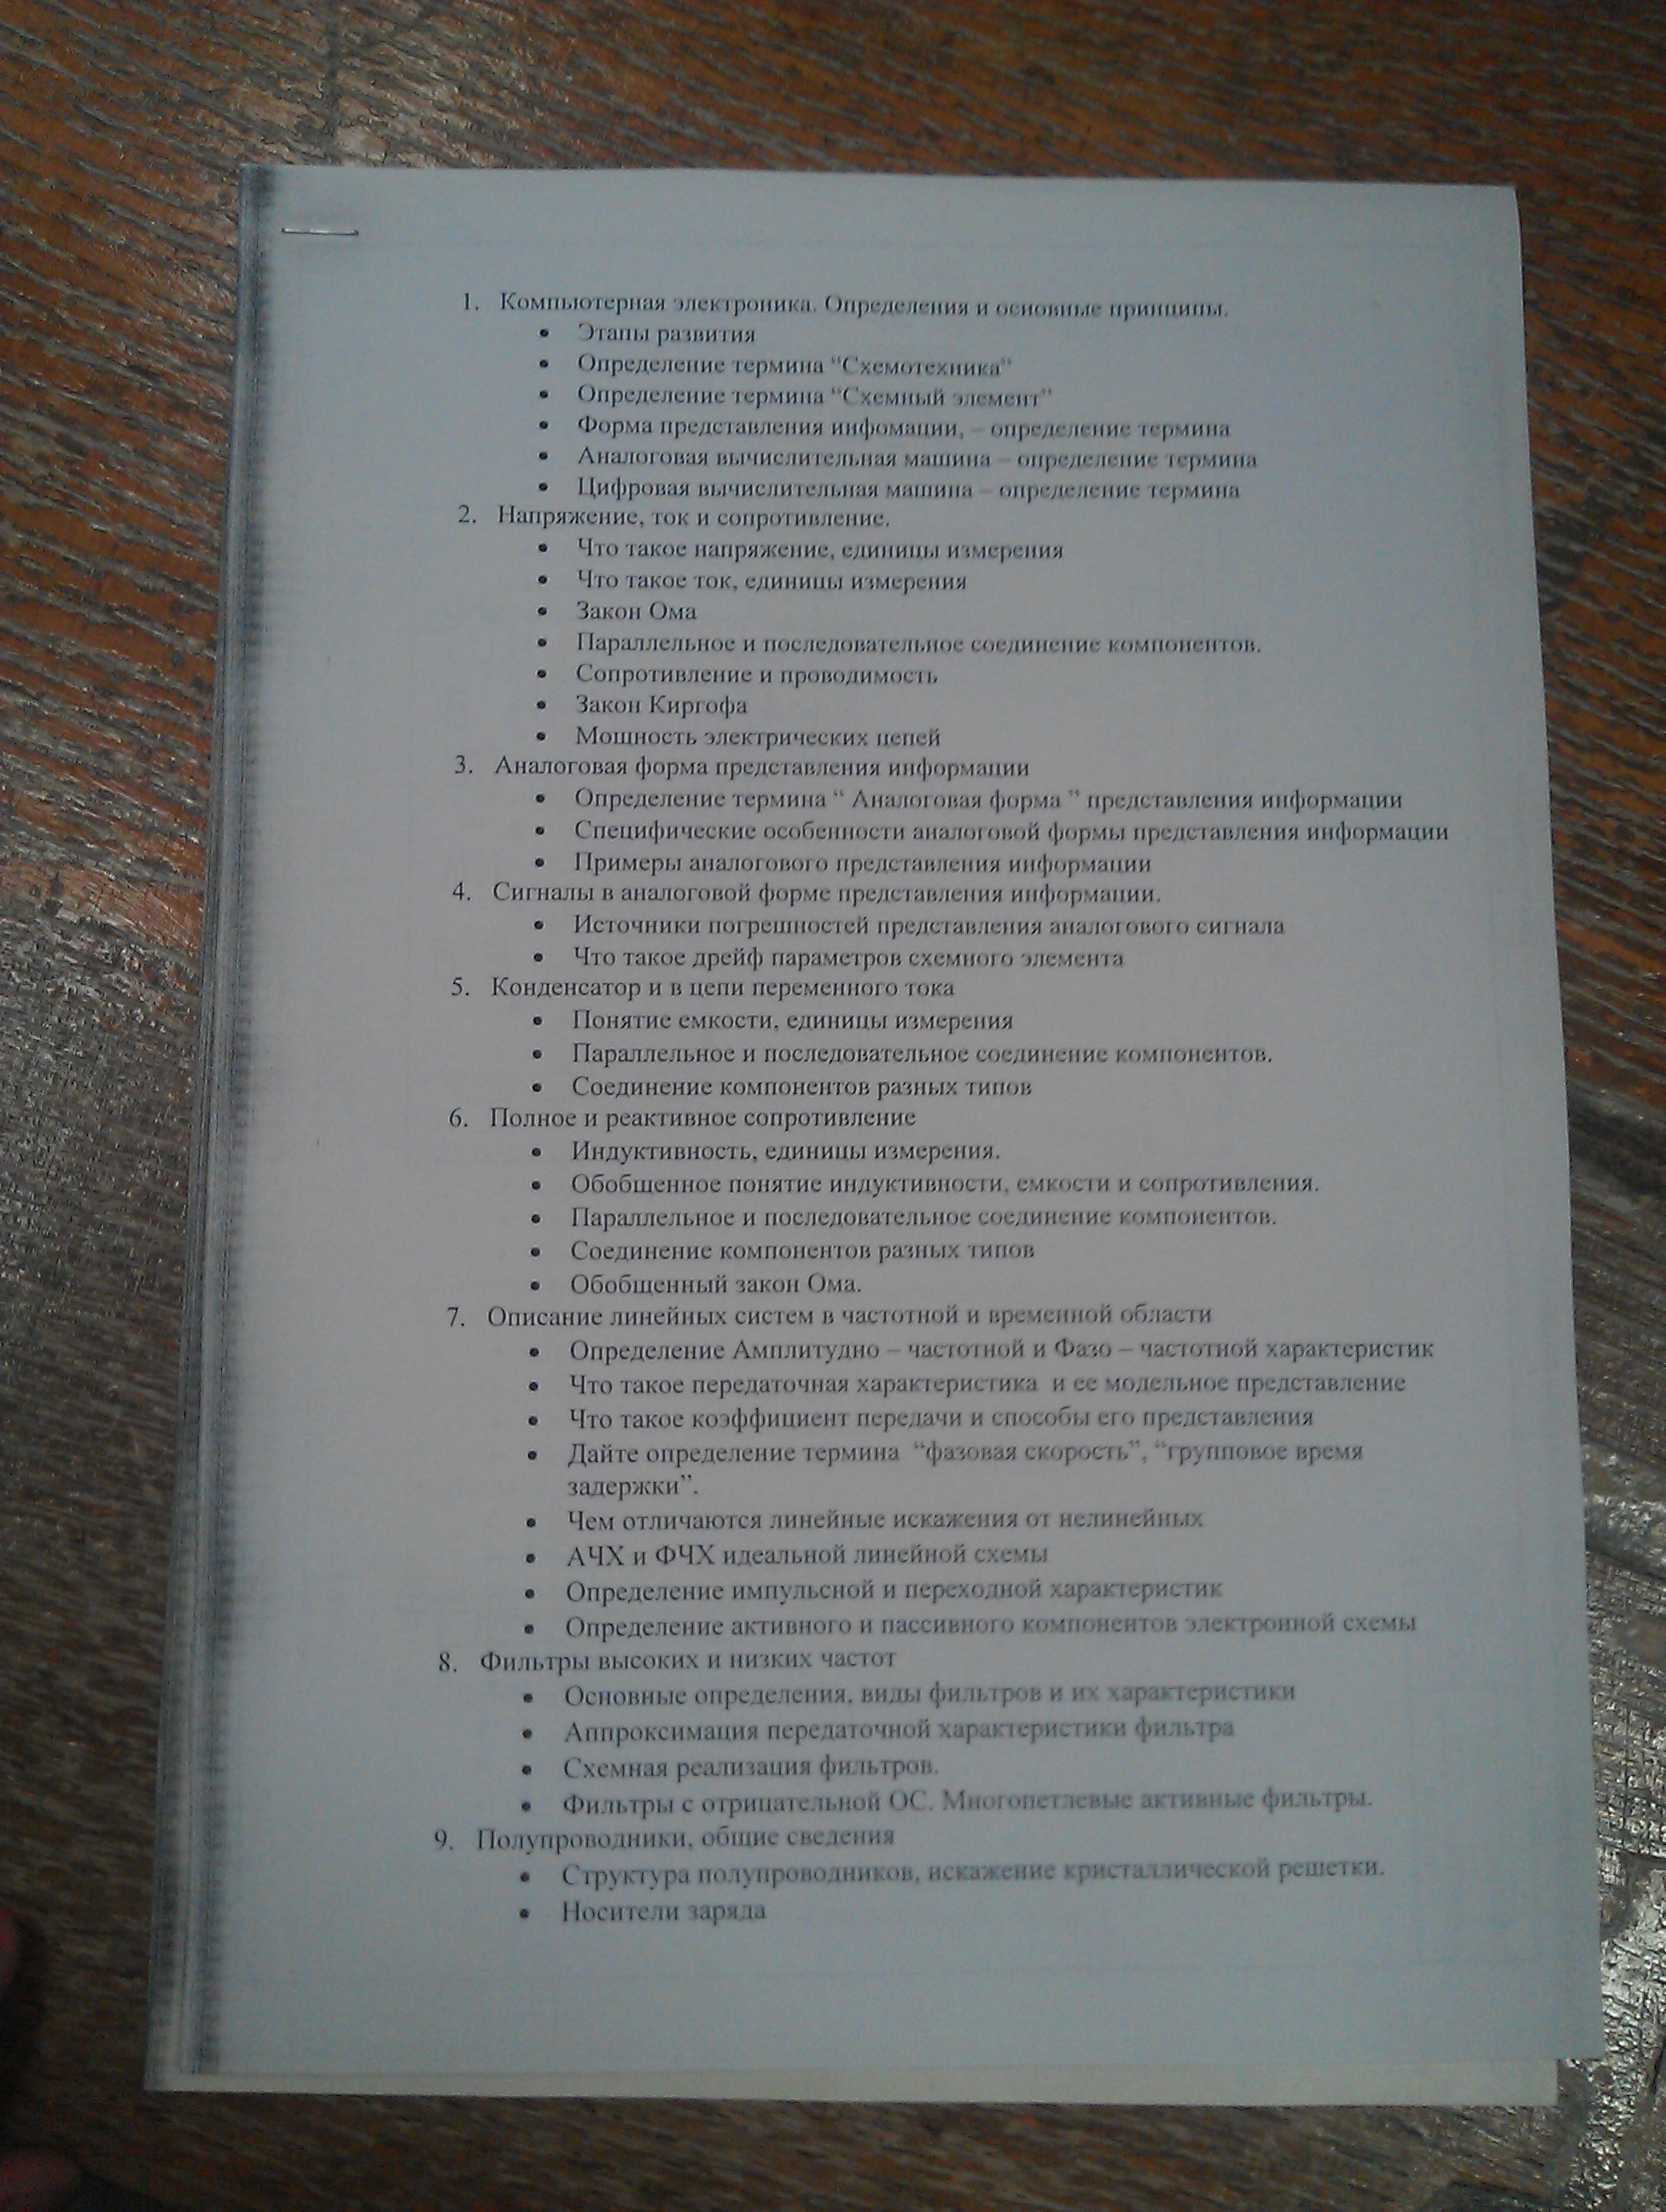 1. Компьютерная электроника. Определения и основные принципы.
• Этапы развития
• Определение термина “Схемотехника”
• Определение термина “Схемный элемент”
• Форма представления инфомации, – определение термина
• Аналоговая вычислительная машина – определение термина
• Цифровая вычислительная машина – определение термина
2. Напряжение, ток и сопротивление.
• Что такое напряжение, единицы измерения
• Что такое ток, единицы измерения
• Закон Ома
• Параллельное и последовательное соединение компонентов.
• Сопротивление и проводимость
• Закон Киргофа
• Мощность электрических цепей
3. Аналоговая форма представления информации
• Определение термина “ Аналоговая форма ” представления информации
• Специфические особенности аналоговой формы представления информации
• Примеры аналогового представления информации
4. Сигналы в аналоговой форме представления информации.
• Источники погрешностей представления аналогового сигнала
• Что такое дрейф параметров схемного элемента
5. Конденсатор и в цепи переменного тока
• Понятие емкости, единицы измерения
• Параллельное и последовательное соединение компонентов.
• Соединение компонентов разных типов
6. Полное и реактивное сопротивление
• Индуктивность, единицы измерения.
• Обобщенное понятие индуктивности, емкости и сопротивления.
• Параллельное и последовательное соединение компонентов.
• Соединение компонентов разных типов
• Обобщенный закон Ома.
7. Описание линейных систем в частотной и временной области
• Определение Амплитудно – частотной и Фазо – частотной характеристик
• Что такое передаточная характеристика и ее модельное представление
• Что такое коэффициент передачи и способы его представления
• Дайте определение термина “фазовая скорость”, “групповое время
задержки”.
• Чем отличаются линейные искажения от нелинейных
• АЧХ и ФЧХ идеальной линейной схемы
• Определение импульсной и переходной характеристик
• Определение активного и пассивного компонентов электронной схемы
8. Фильтры высоких и низких частот
• Основные определения, виды фильтров и их характеристики
• Аппроксимация передаточной характеристики фильтра
• Схемная реализация фильтров.
• Фильтры с отрицательной ОС. Многопетлевые активные фильтры.
9. Полупроводники, общие сведения
• Структура полупроводников, искажение кристаллической решетки.
• Носители заряда